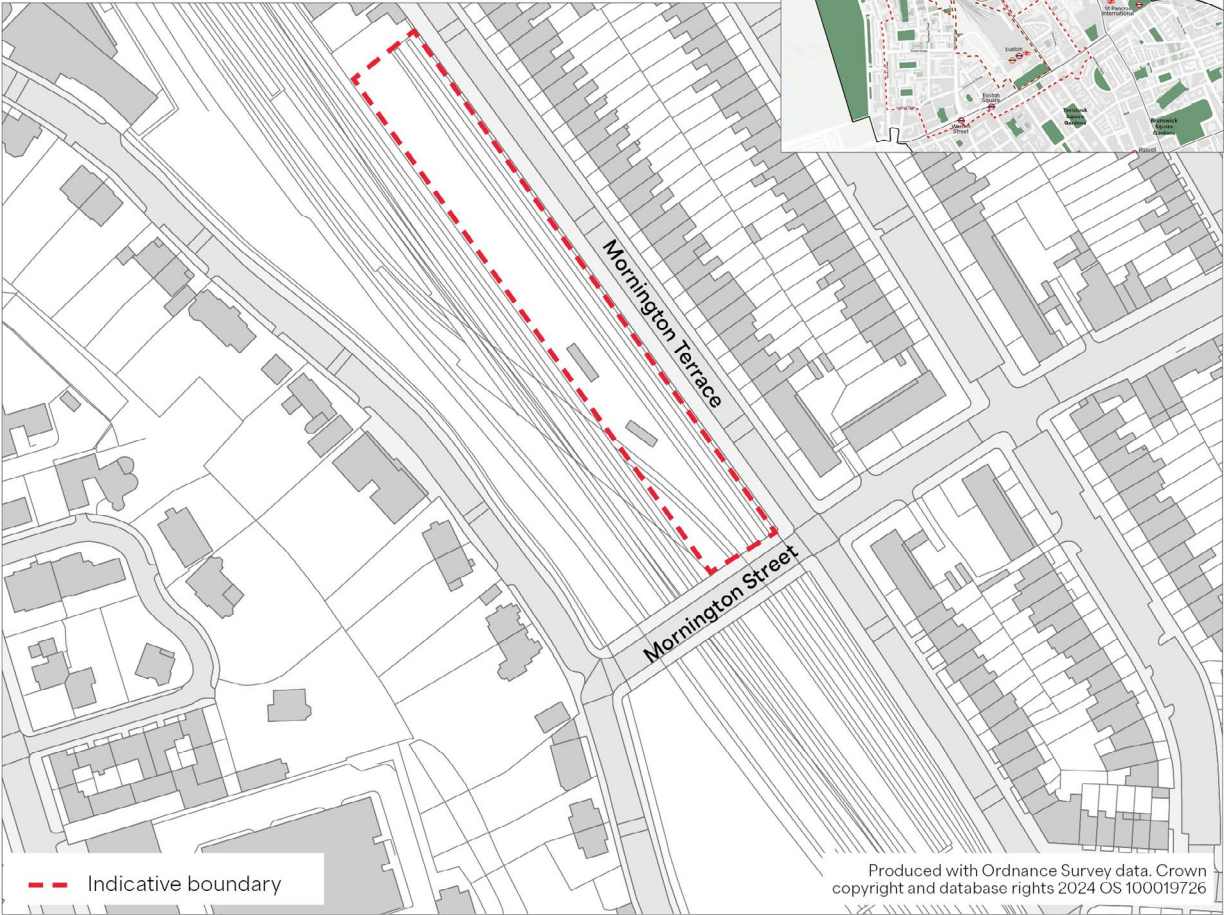 St Pancras
International
Euston
Euston
Square
Warren
Street
Tavistock
Square
Gardens
Brunswick
Square
Gardens
Russell
Mornington Terrace
Mornington Street
Indicative boundary
Produced with Ordnance Survey data. Crown
copyright and database rights 2024 OS 100019726